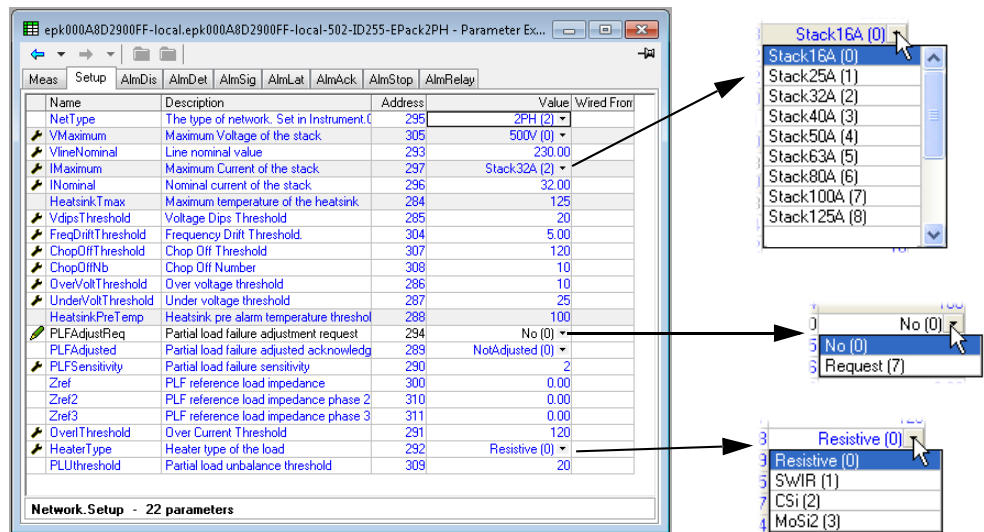 epk000A8D2900FF-local.epk000A8D2900FF-local-502-ID255-EPack2PH - Parameter Ex...
Meas Setup AlmDis AlmDet AlmSig AlmLat AlmAck AlmStop AlmRelay
Name Description Address Value Wired From
NetType The type of network. Set in Instrument. 295 2PH (2)
VMaximum Maximum Voltage of the stack 305 500V (0)
VlineNominal Line nominal value 293 230.00
IMaximum Maximum Current of the stack 297 Stack32A (2)
INominal Nominal current of the stack 296 32.00
HeatsinkTmax Maximum temperature of the heatsink 284 125
VdipsThreshold Voltage Dips Threshold 285 20
FreqDriftThreshold Frequency Drift Threshold. 304 5.00
ChopOffThreshold Chop Off Threshold 307 120
ChopOffNb Chop Off Number 308 10
OverVoltThreshold Over voltage threshold 286 10
UnderVoltThreshold Under voltage threshold 287 25
HeatsinkPreTemp Heatsink pre alarm temperature threshol 288 100
PLFAdjustReq Partial load failure adjustment request 294 No (0)
PLFAdjusted Partial load failure adjusted acknowledg 289 NotAdjusted (0)
PLFSensitivity Partial load failure sensitivity 290 2
Zref PLF reference load impedance 300 0.00
Zref2 PLF reference load impedance phase 2 310 0.00
Zref3 PLF reference load impedance phase 3 311 0.00
OverIThreshold Over Current Threshold 291 120
HeaterType Heater type of the load 292 Resistive (0)
PLUthreshold Partial load unbalance threshold 309 20
Network.Setup - 22 parameters
Stack16A (0)
Stack16A (0)
Stack25A (1)
Stack32A (2)
Stack40A (3)
Stack50A (4)
Stack63A (5)
Stack80A (6)
Stack100A (7)
Stack125A (8)
No (0)
No (0)
Request (7)
Resistive (0)
Resistive (0)
SWIR (1)
CSi (2)
MoSi2 (3)